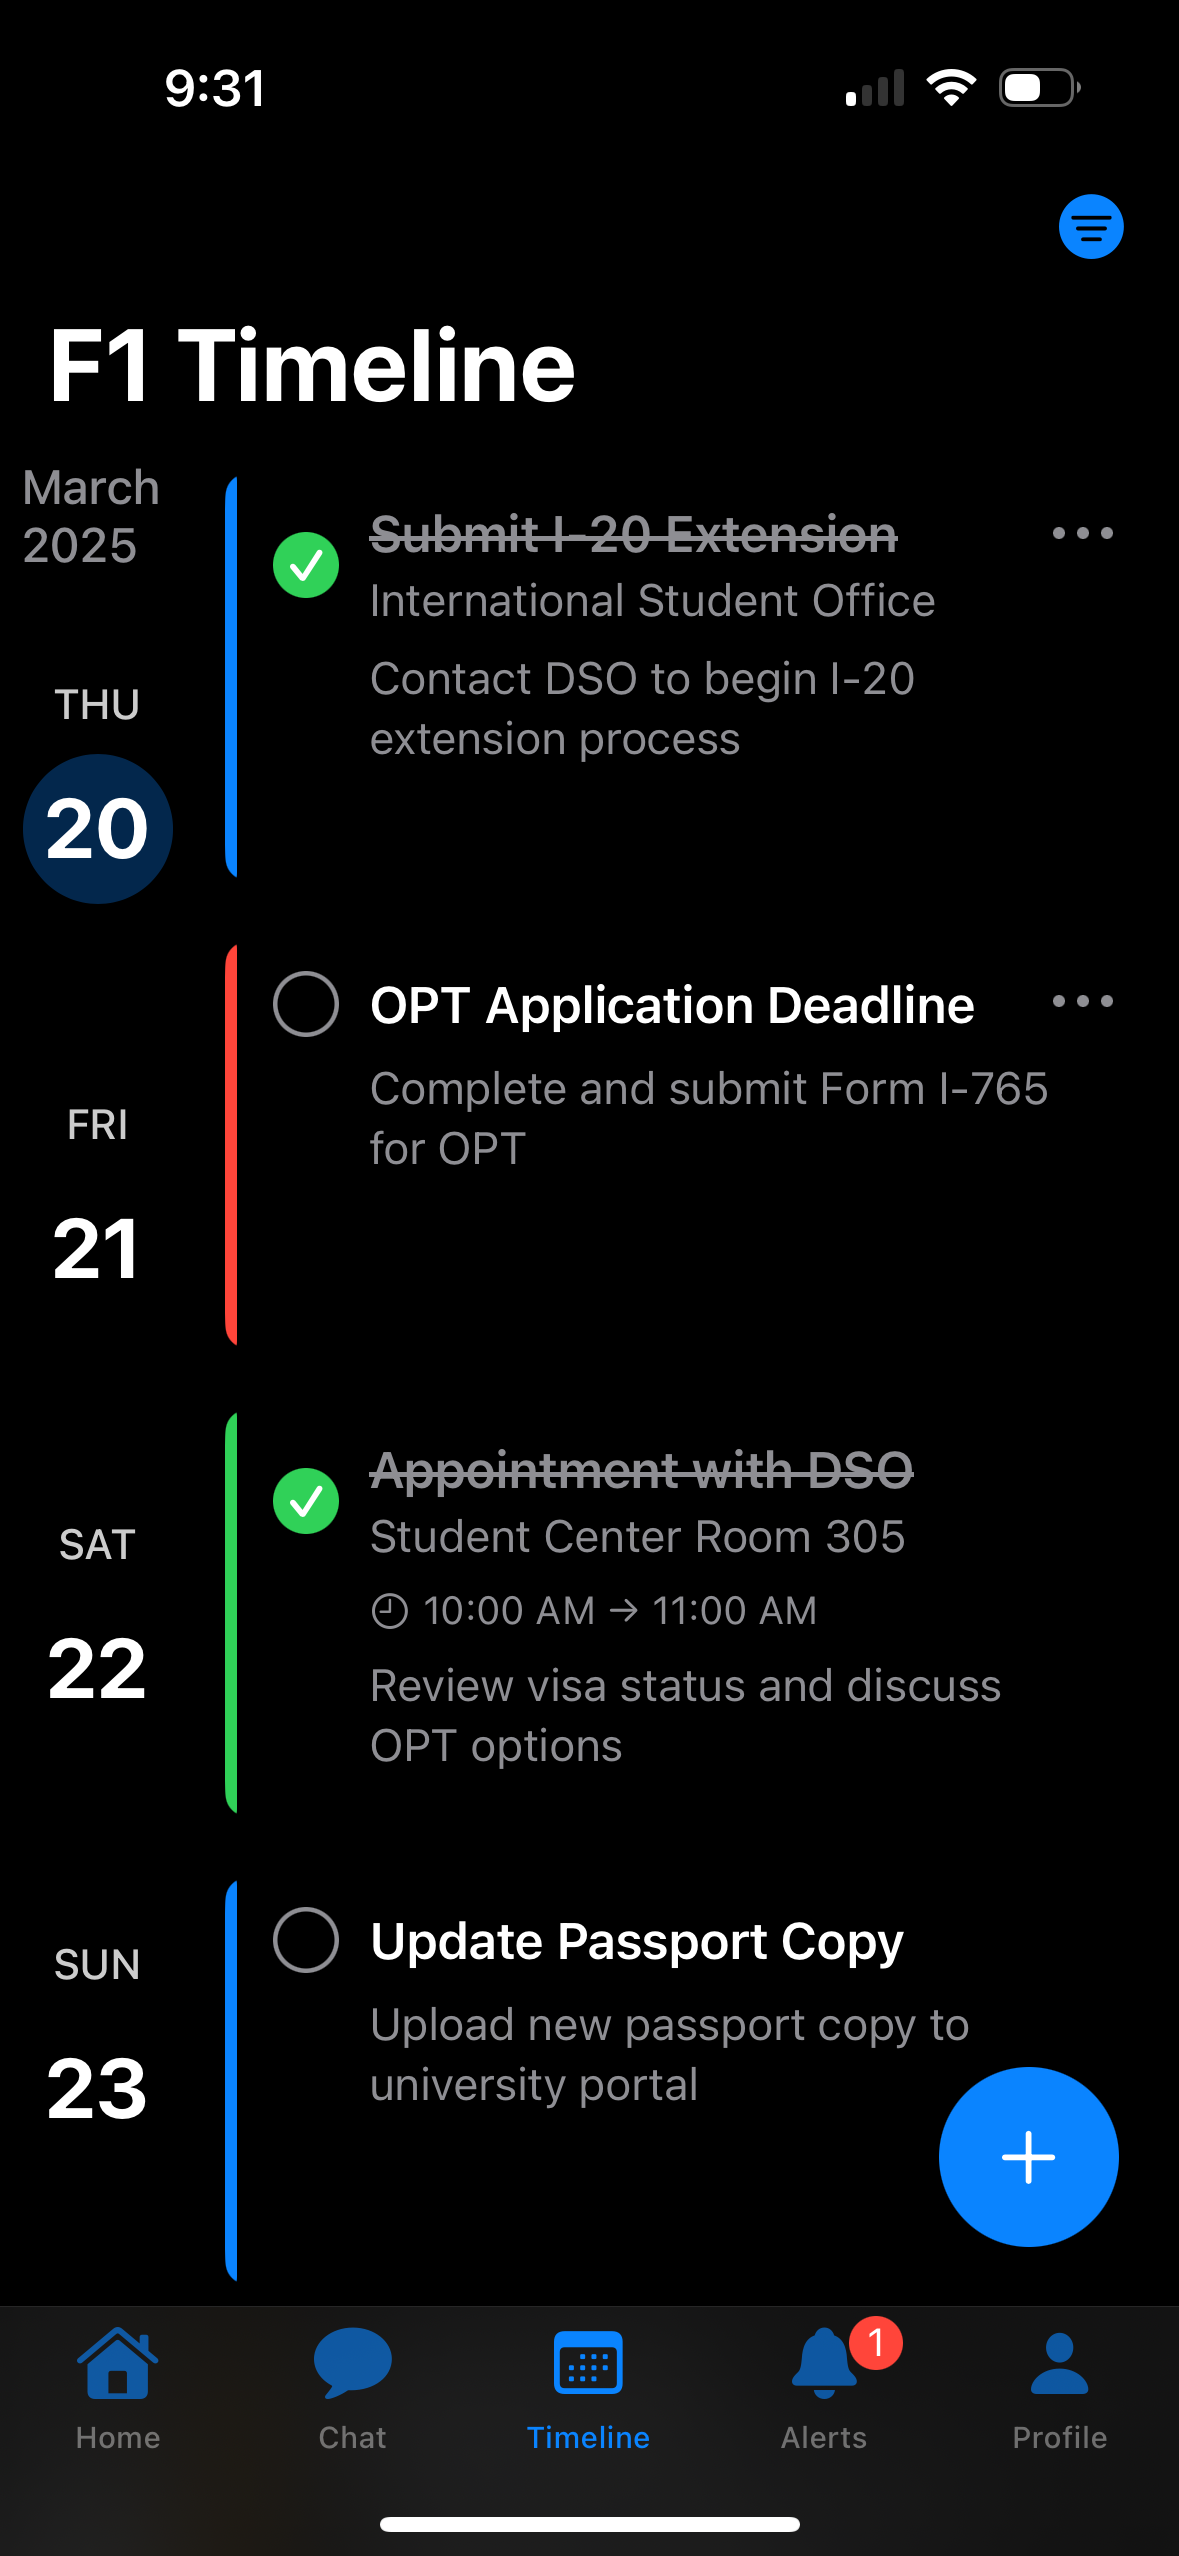 9:31
F1 Timeline
March
2025
THU
20
Submit I-20 Extension
International Student Office
Contact DSO to begin I-20
extension process
FRI
21
OPT Application Deadline
Complete and submit Form I-765
for OPT
SAT
22
Appointment with DSO
Student Center Room 305
10:00 AM → 11:00 AM
Review visa status and discuss
OPT options
SUN
23
Update Passport Copy
Upload new passport copy to
university portal
1
Home Chat Timeline Alerts Profile